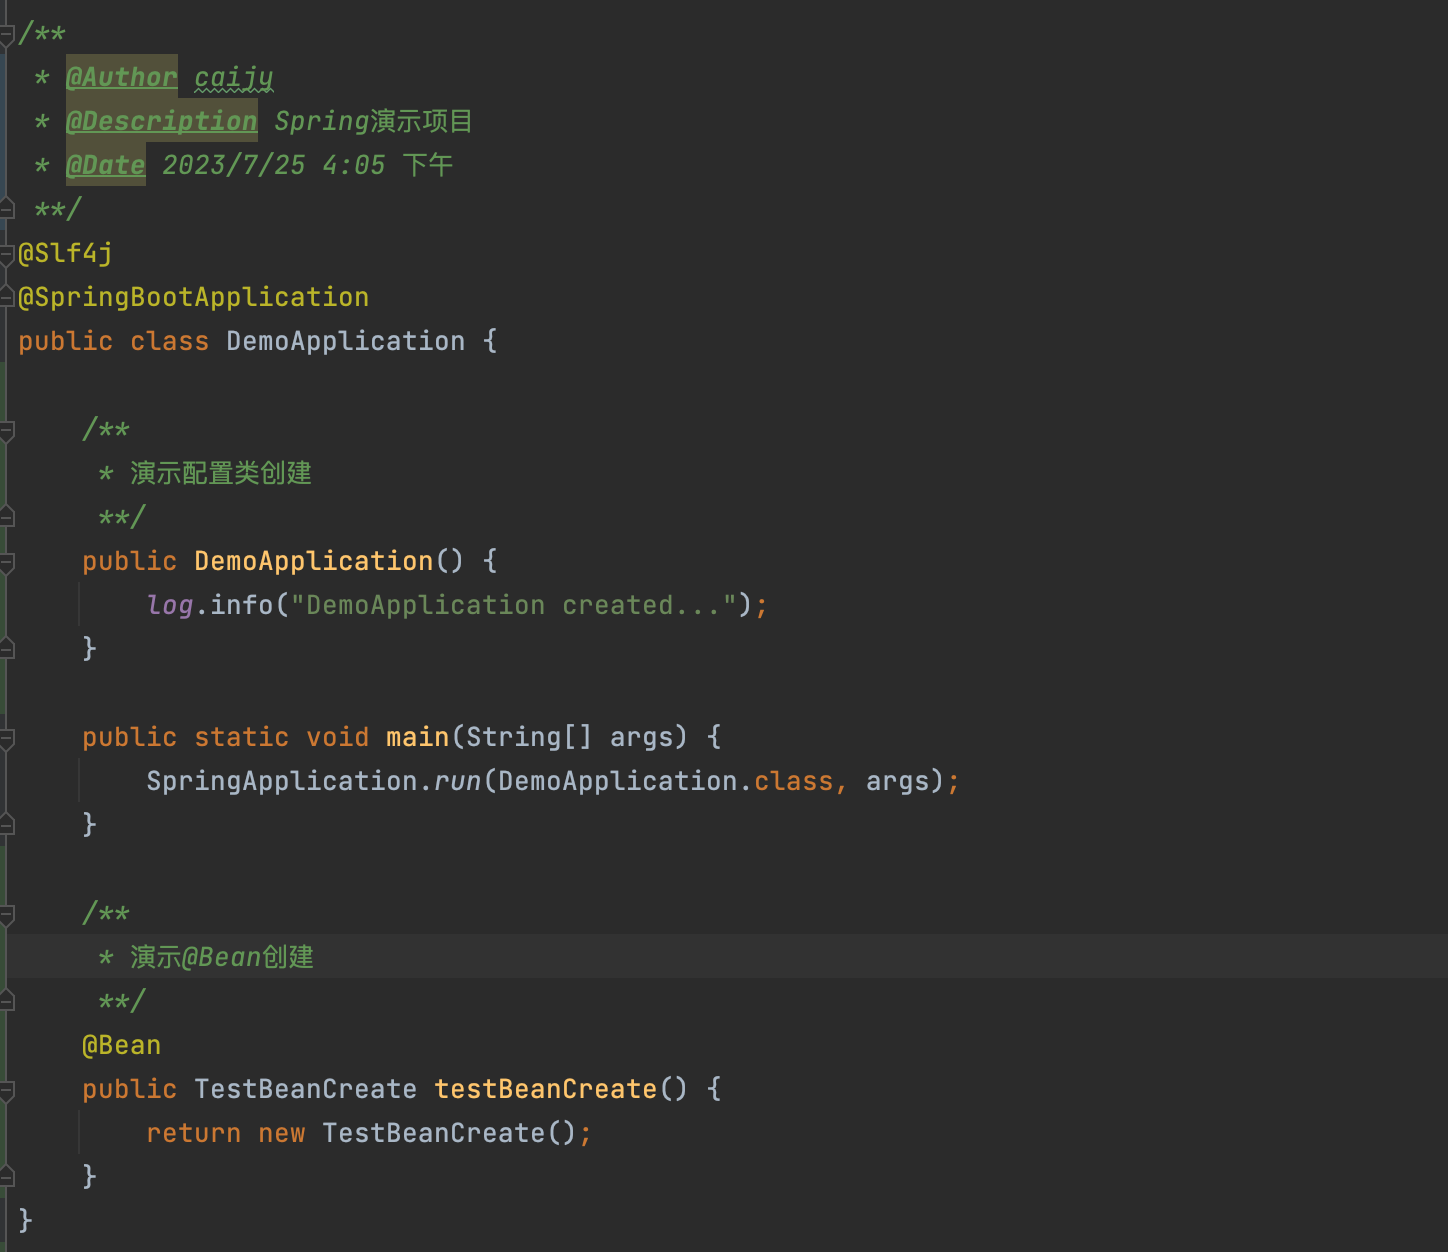 /**
 * @Author caijy
 * @Description Spring演示项目
 * @Date 2023/7/25 4:05 下午
 **/
@Slf4j
@SpringBootApplication
public class DemoApplication {
    /**
     * 演示配置类创建
     **/
    public DemoApplication() {
        log.info("DemoApplication created...");
    }
    public static void main(String[] args) {
        SpringApplication.run(DemoApplication.class, args);
    }
    /**
     * 演示@Bean创建
     **/
    @Bean
    public TestBeanCreate testBeanCreate() {
        return new TestBeanCreate();
    }
}